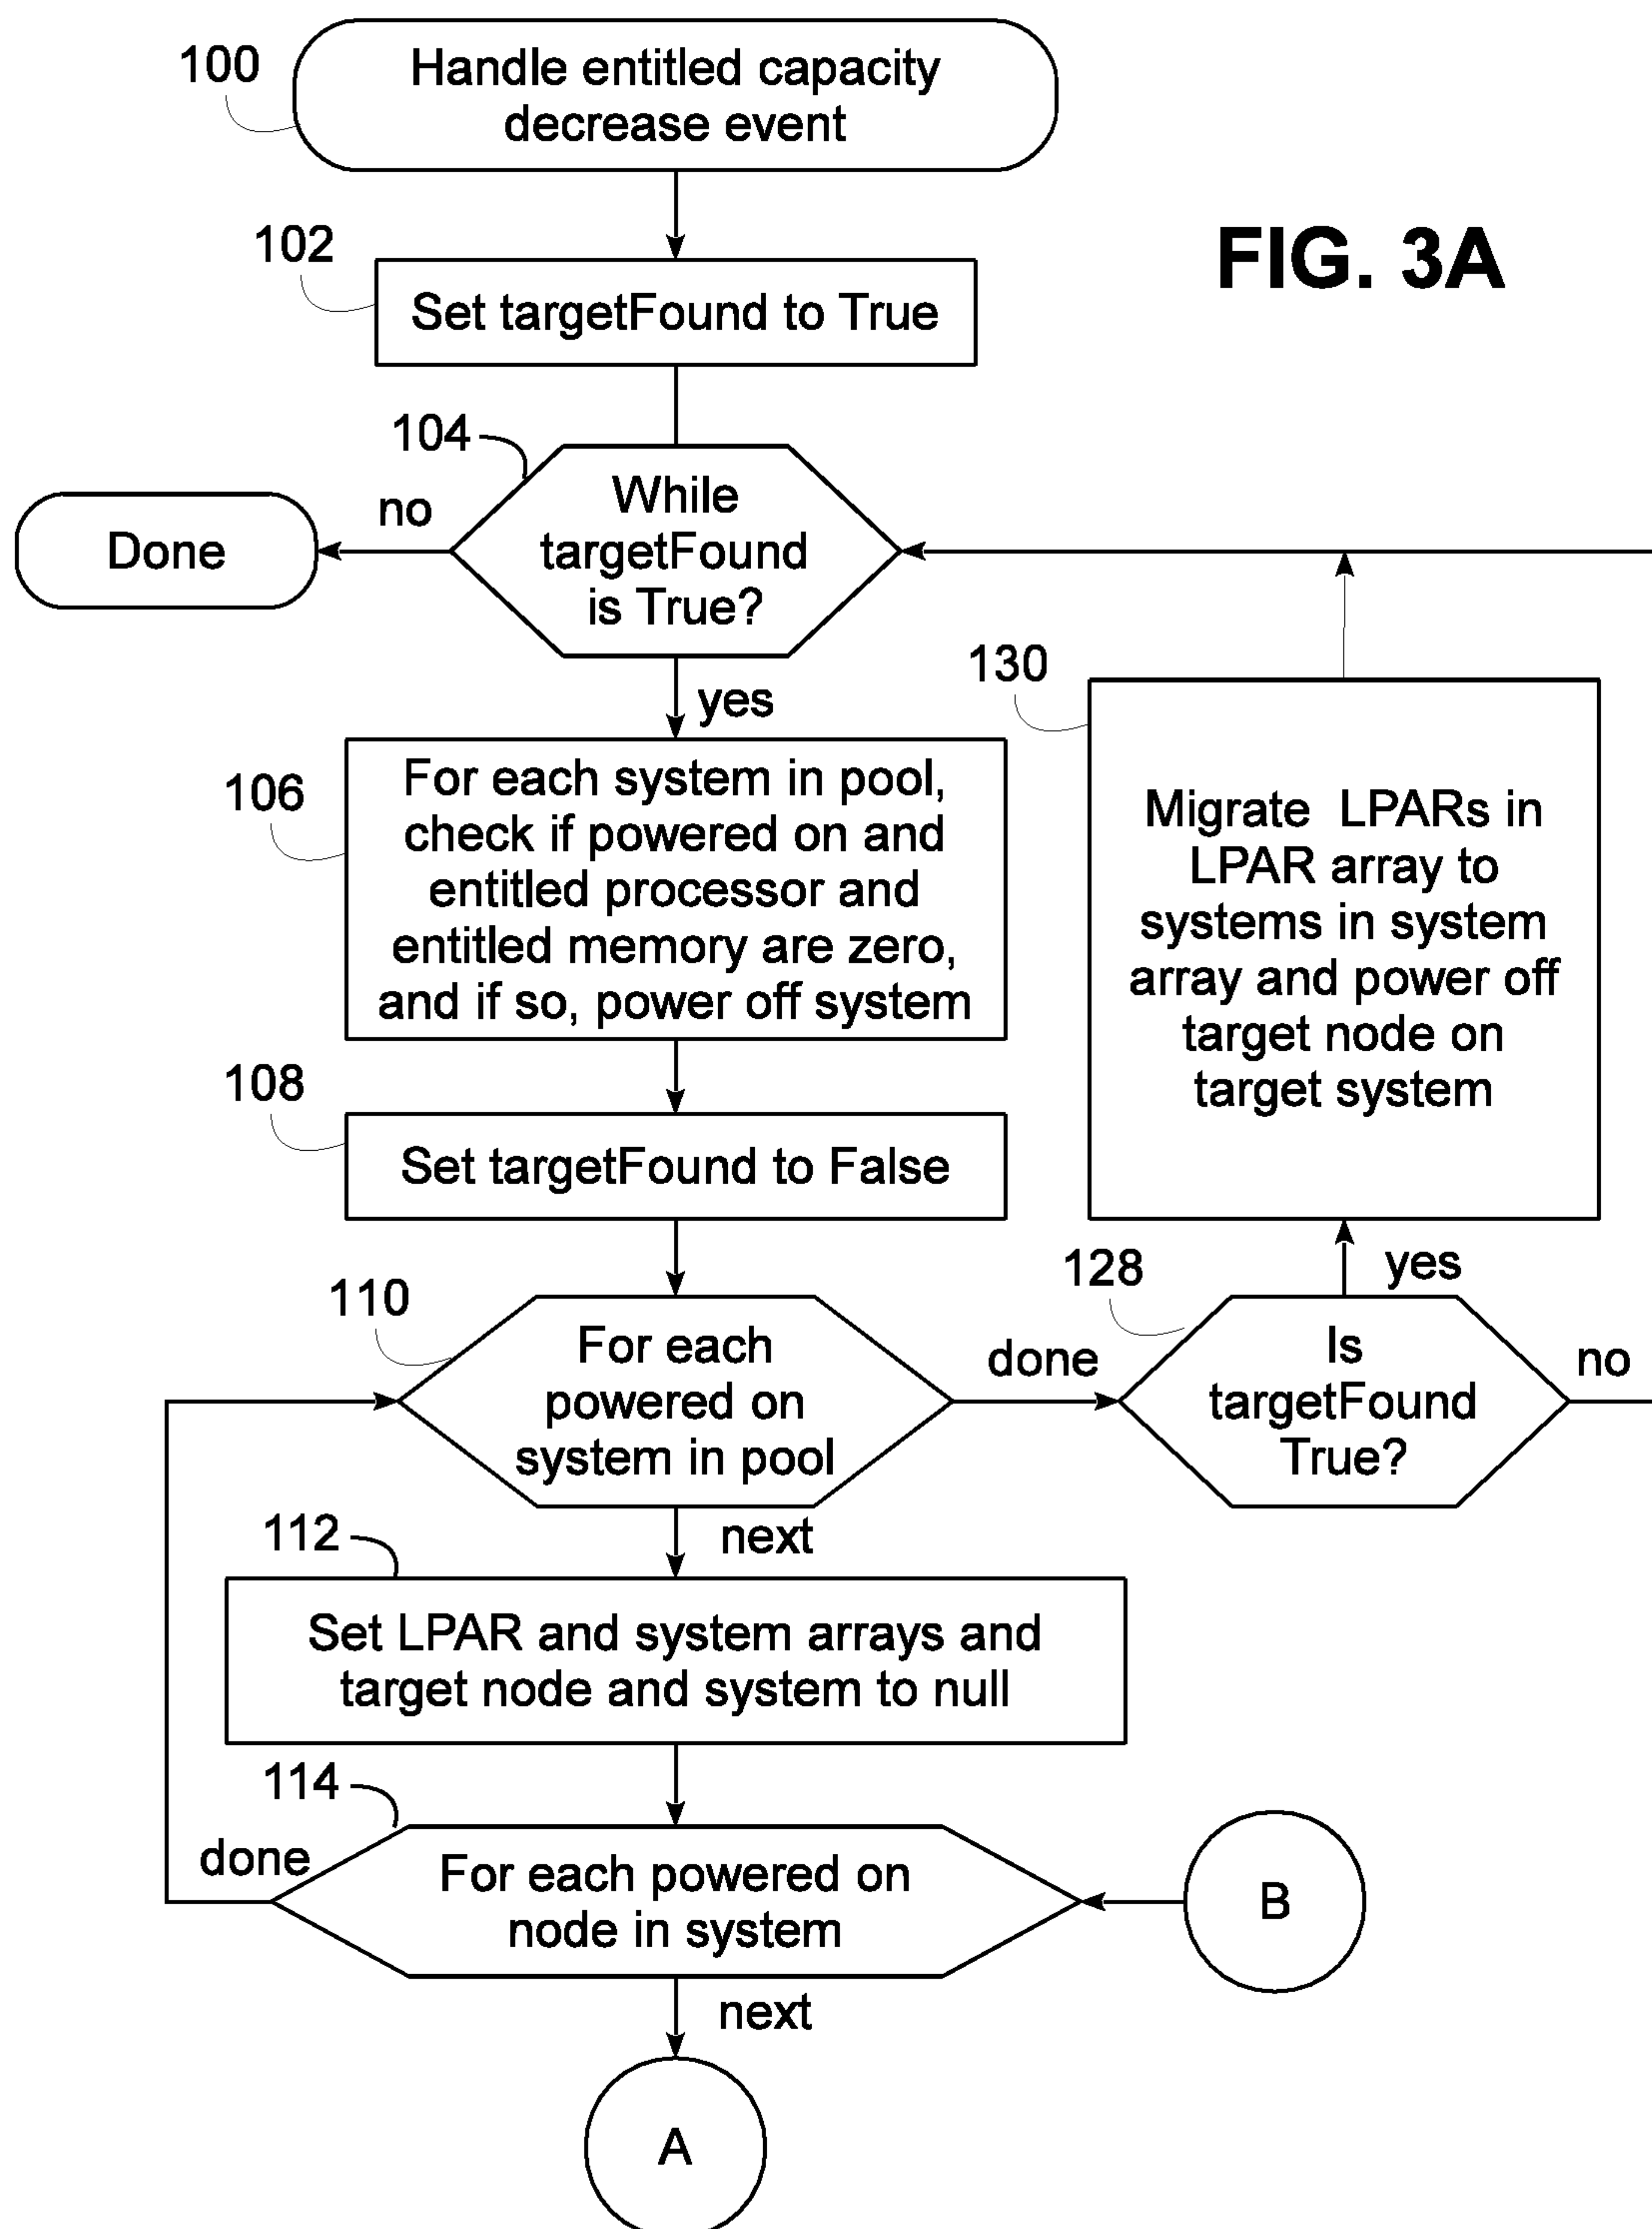 100
Handle entitled capacity
decrease event
FIG. 3A
102
Set targetFound to True
104
While
targetFound
is True?
no
Done
yes
106
For each system in pool,
check if powered on and
entitled processor and
entitled memory are zero,
and if so, power off system
130
Migrate LPARs in
LPAR array to
systems in system
array and power off
target node on
target system
108
Set targetFound to False
110
For each
powered on
system in pool
done
128
yes
Is
targetFound
True?
no
next
112
Set LPAR and system arrays and
target node and system to null
114
done
For each powered on
node in system
B
next
A